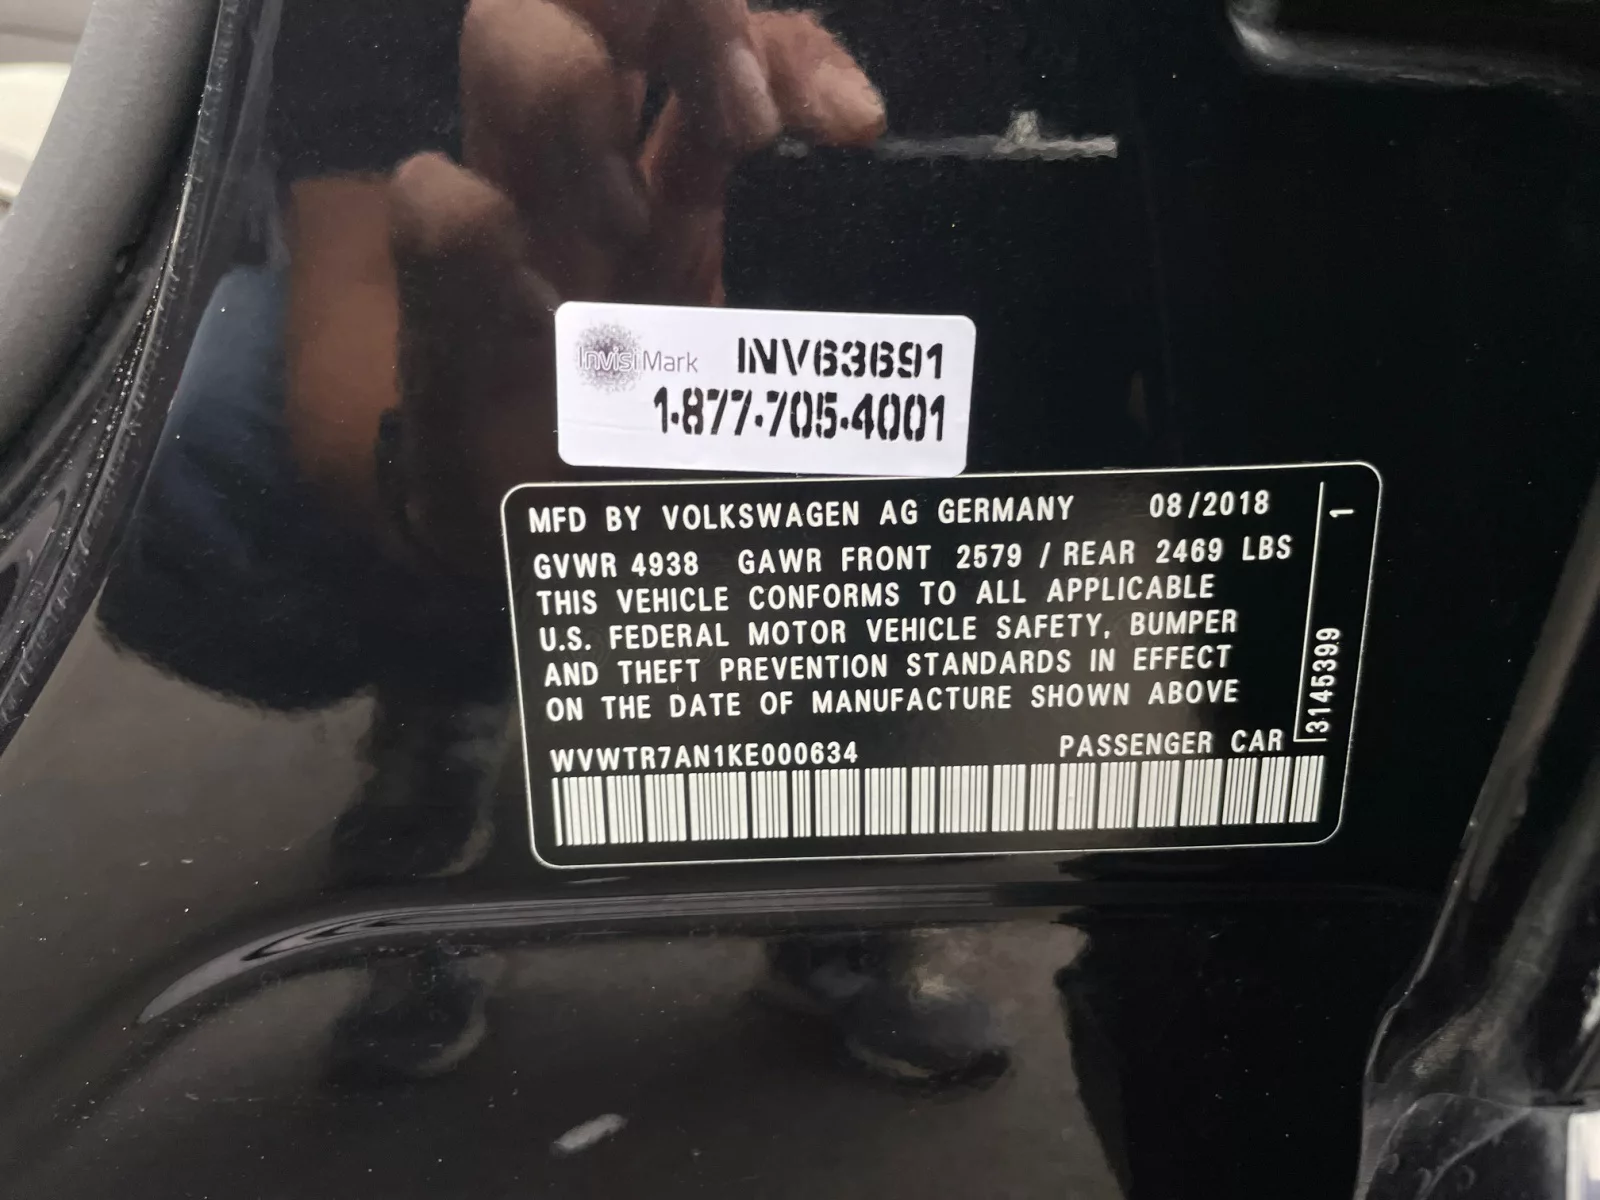 InvisiMark INV63691
1-877-705-4001
MFD BY VOLKSWAGEN AG GERMANY 08/2018
GVWR 4938 GAWR FRONT 2579 / REAR 2469 LBS
THIS VEHICLE CONFORMS TO ALL APPLICABLE
U.S. FEDERAL MOTOR VEHICLE SAFETY, BUMPER
AND THEFT PREVENTION STANDARDS IN EFFECT
ON THE DATE OF MANUFACTURE SHOWN ABOVE
WVWTR7AN1KE000634 PASSENGER CAR
3145399 1